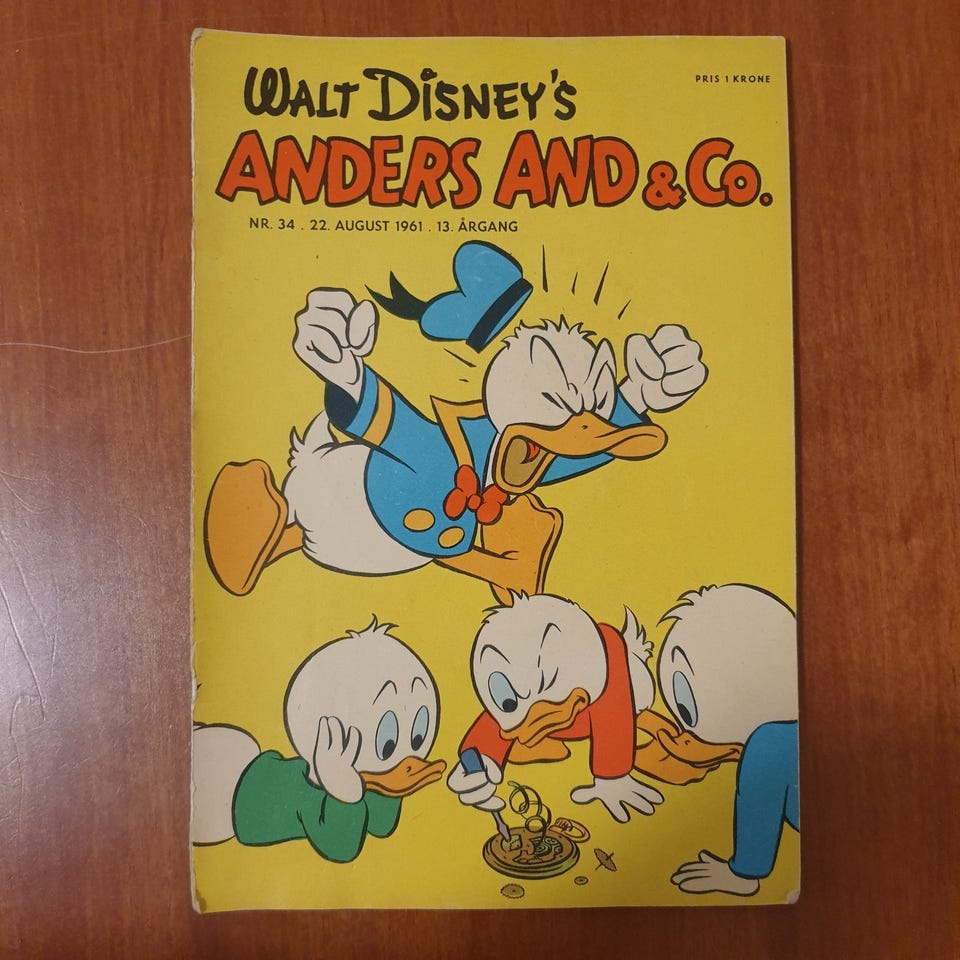 WALT DISNEY'S
PRIS 1 KRONE
ANDERS AND & CO.
NR. 34 . 22. AUGUST 1961 . 13. ÅRGANG